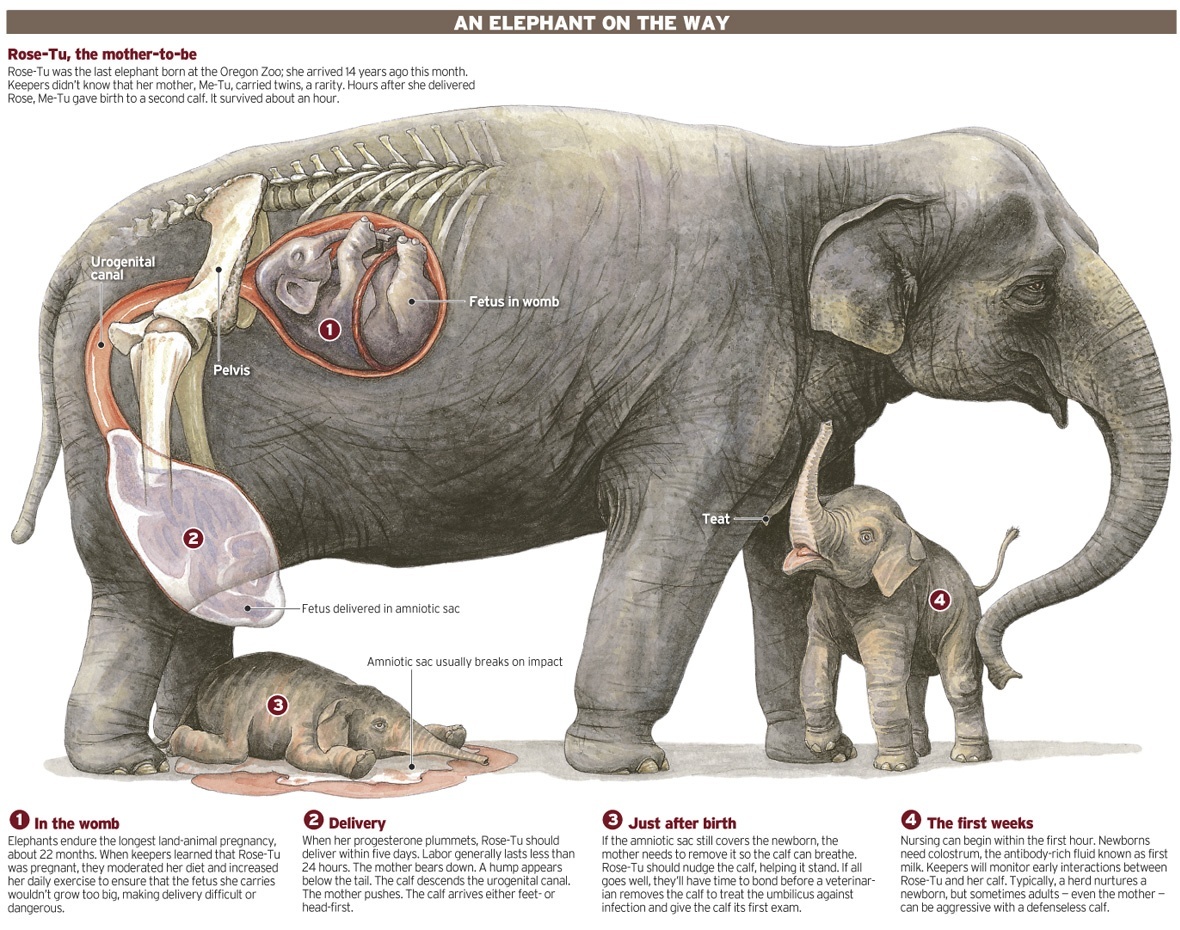 AN ELEPHANT ON THE WAY
Rose-Tu, the mother-to-be
Rose-Tu was the last elephant born at the Oregon Zoo; she arrived 14 years ago this month.
Keepers didn't know that her mother, Me-Tu, carried twins, a rarity. Hours after she delivered
Rose, Me-Tu gave birth to a second calf. It survived about an hour.
Urogenital
canal
Fetus in womb
1
Pelvis
Teat
2
4
Fetus delivered in amniotic sac
Amniotic sac usually breaks on impact
3
1 In the womb
Elephants endure the longest land-animal pregnancy,
about 22 months. When keepers learned that Rose-Tu
was pregnant, they moderated her diet and increased
her daily exercise to ensure that the fetus she carries
wouldn't grow too big, making delivery difficult or
dangerous.
2 Delivery
When her progesterone plummets, Rose-Tu should
deliver within five days. Labor generally lasts less than
24 hours. The mother bears down. A hump appears
below the tail. The calf descends the urogenital canal.
The mother pushes. The calf arrives either feet- or
head-first.
3 Just after birth
If the amniotic sac still covers the newborn, the
mother needs to remove it so the calf can breathe.
Rose-Tu should nudge the calf, helping it stand. If all
goes well, they'll have time to bond before a veterinar-
ian removes the calf to treat the umbilicus against
infection and give the calf its first exam.
4 The first weeks
Nursing can begin within the first hour. Newborns
need colostrum, the antibody-rich fluid known as first
milk. Keepers will monitor early interactions between
Rose-Tu and her calf. Typically, a herd nurtures a
newborn, but sometimes adults — even the mother —
can be aggressive with a defenseless calf.